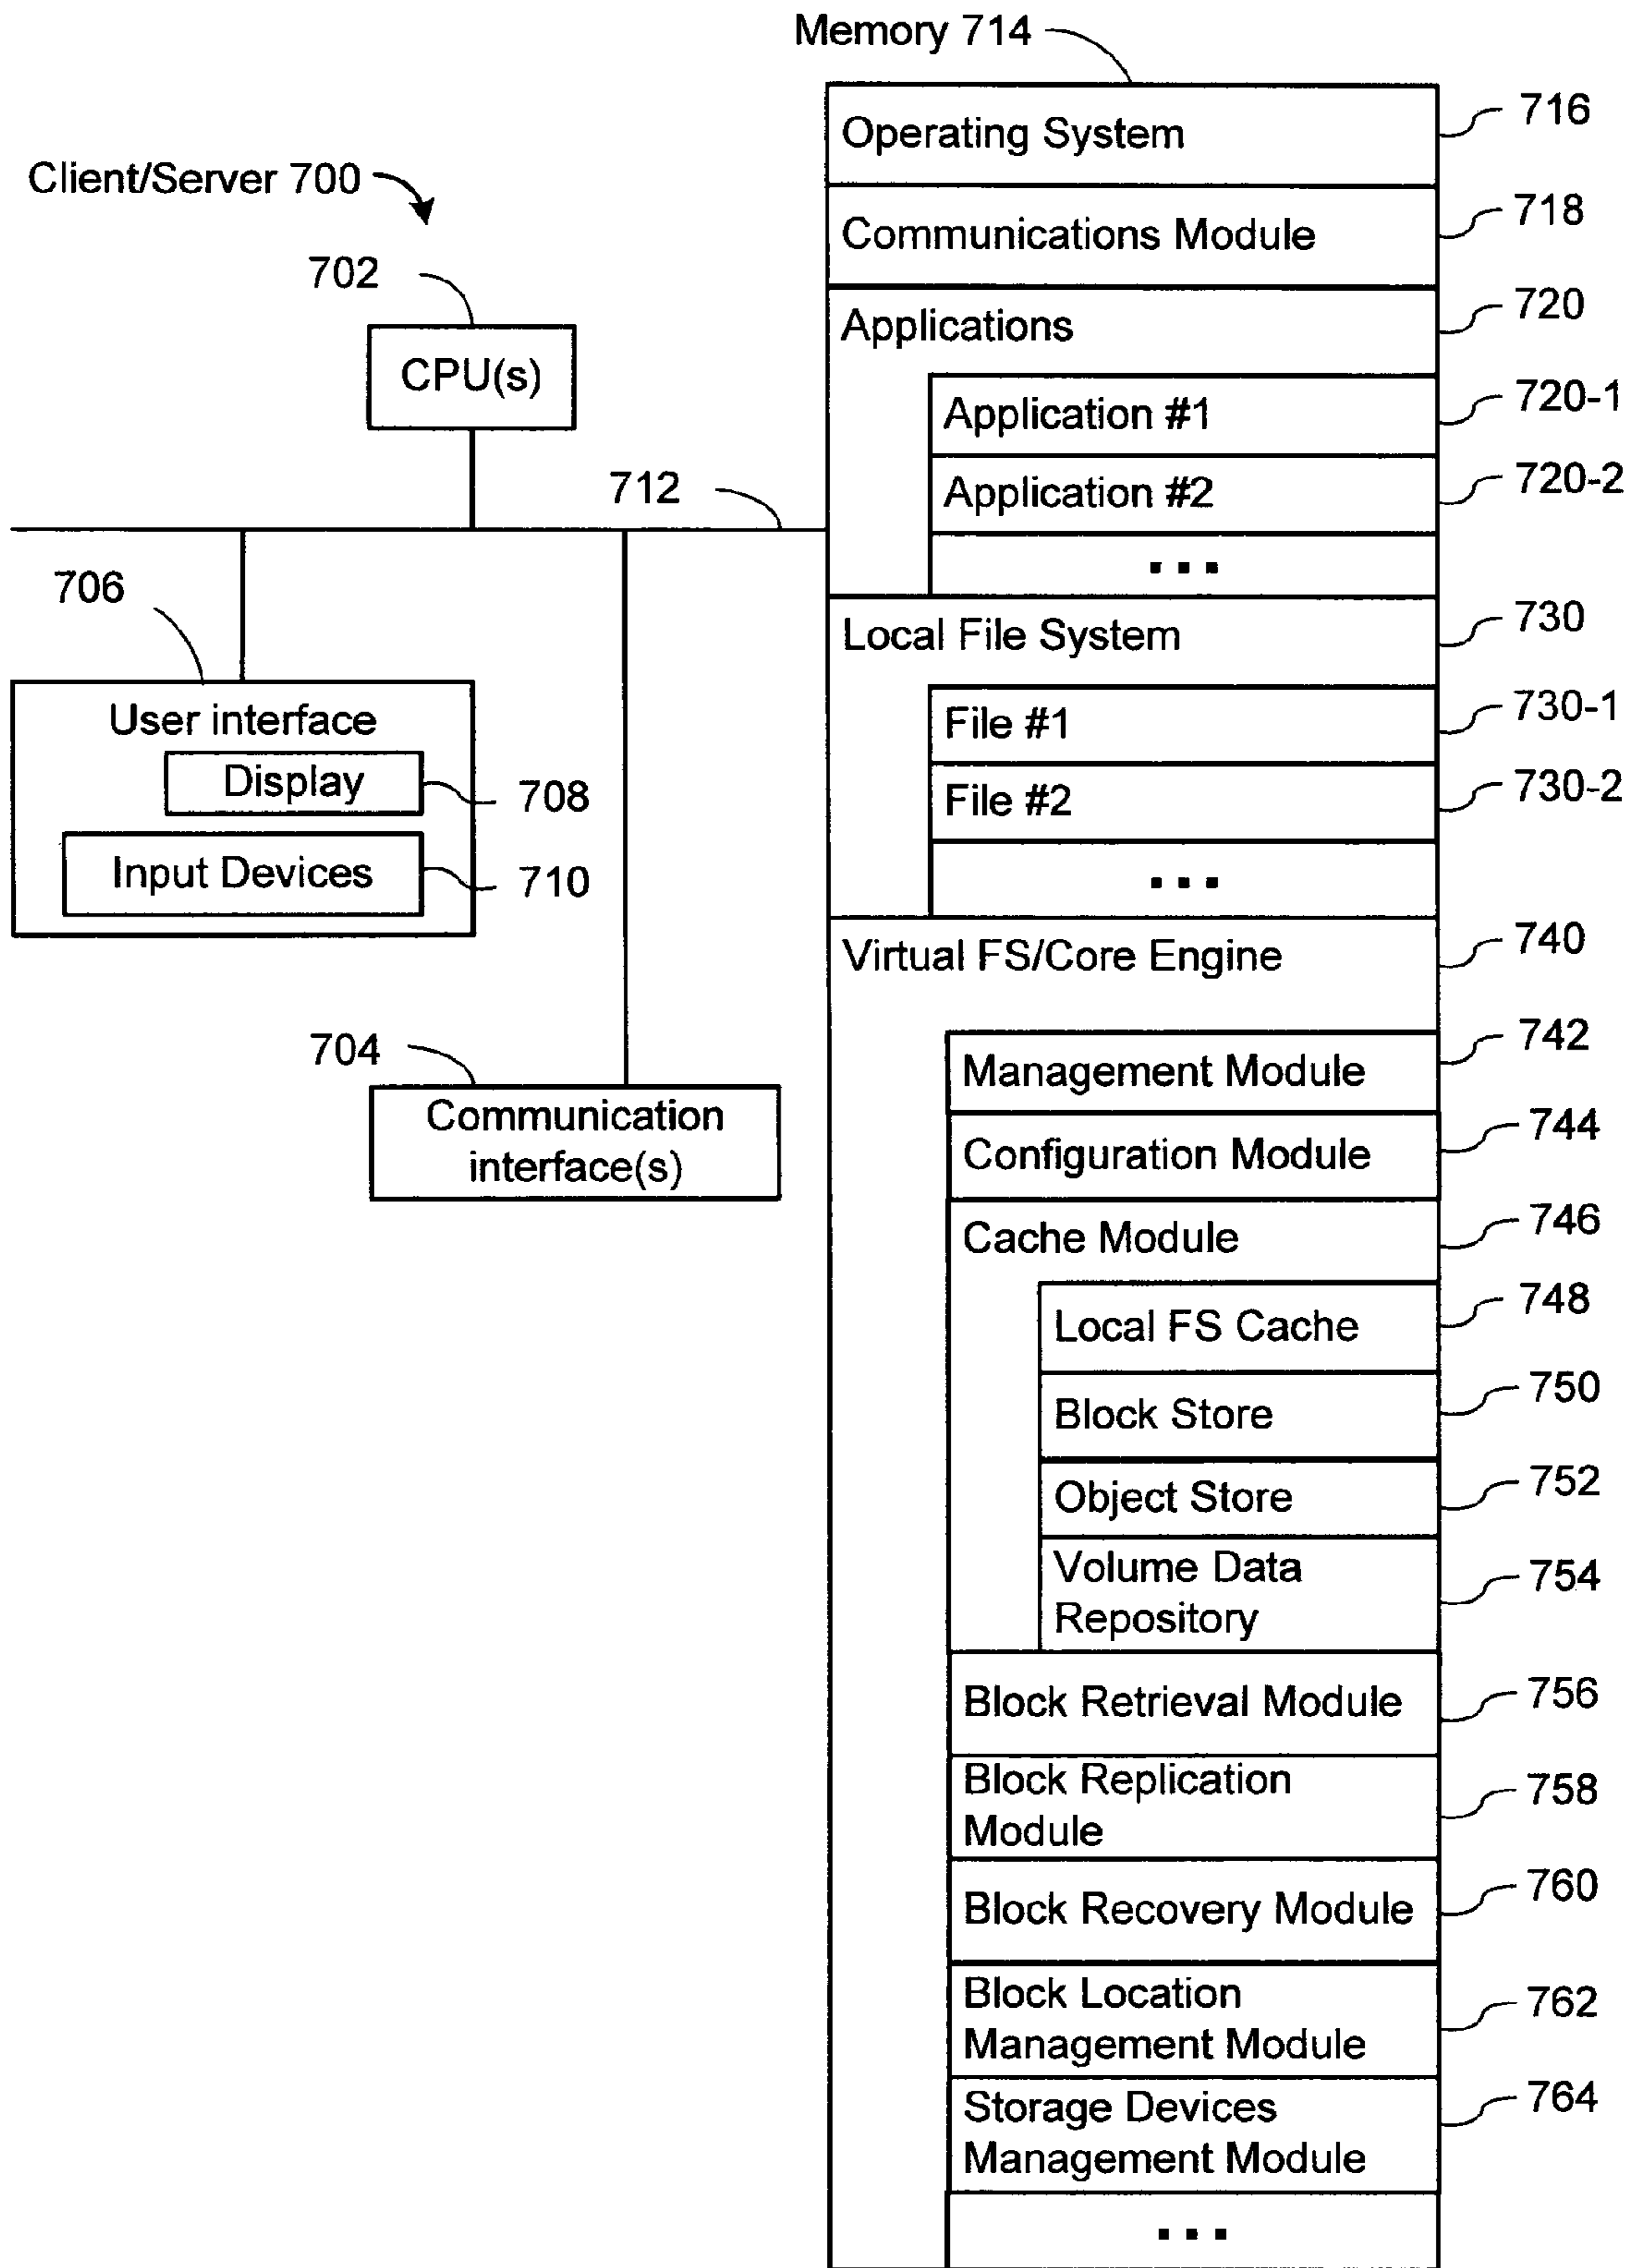 Memory 714
Operating System
716
Client/Server 700
Communications Module
718
702
Applications
720
CPU(s)
Application #1
720-1
712
Application #2
720-2
...
706
Local File System
730
User interface
File #1
730-1
Display
708
File #2
730-2
Input Devices
710
...
Virtual FS/Core Engine
740
704
Management Module
742
Communication
interface(s)
Configuration Module
744
Cache Module
746
Local FS Cache
748
Block Store
750
Object Store
752
Volume Data
Repository
754
Block Retrieval Module
756
Block Replication
Module
758
Block Recovery Module
760
Block Location
Management Module
762
Storage Devices
Management Module
764
...